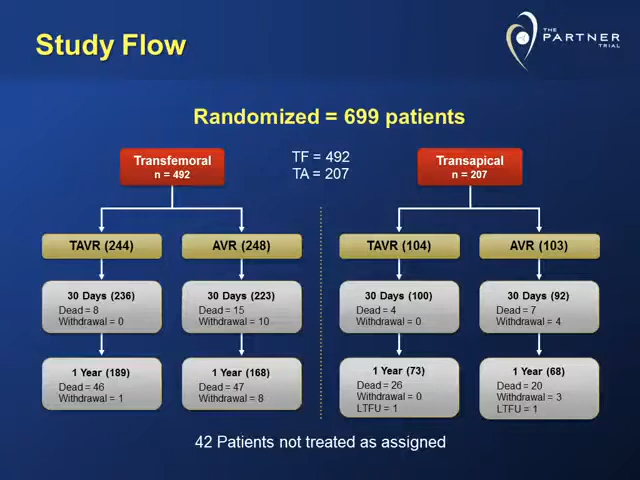 Study Flow
THE
PARTNER
TRIAL
Randomized = 699 patients
Transfemoral
n = 492
TF = 492
TA = 207
Transapical
n = 207
TAVR (244)
AVR (248)
TAVR (104)
AVR (103)
30 Days (236)
Dead = 8
Withdrawal = 0
30 Days (223)
Dead = 15
Withdrawal = 10
30 Days (100)
Dead = 4
Withdrawal = 0
30 Days (92)
Dead = 7
Withdrawal = 4
1 Year (189)
Dead = 46
Withdrawal = 1
1 Year (168)
Dead = 47
Withdrawal = 8
1 Year (73)
Dead = 26
Withdrawal = 0
LTFU = 1
1 Year (68)
Dead = 20
Withdrawal = 3
LTFU = 1
42 Patients not treated as assigned